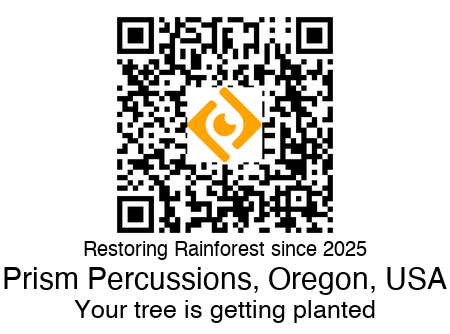 Restoring Rainforest since 2025
Prism Percussions, Oregon, USA
Your tree is getting planted